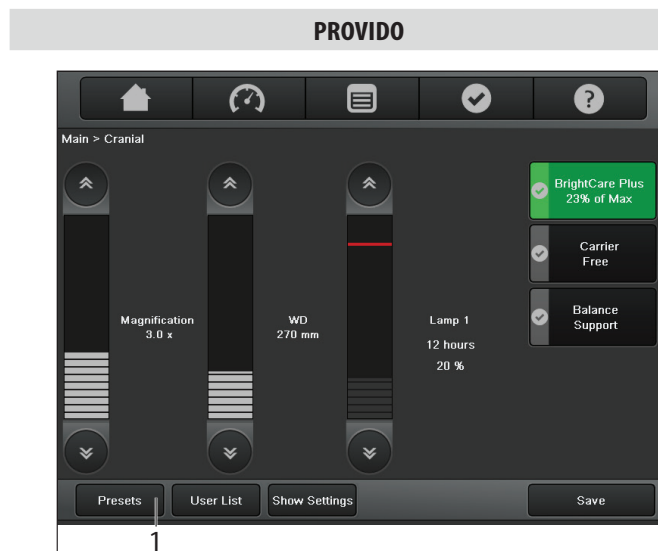 PROVIDO
?
Main > Cranial
BrightCare Plus
23% of Max
Carrier
Free
Magnification
3.0 x
WD
270 mm
Lamp 1
12 hours
20 %
Balance
Support
Presets
User List
Show Settings
Save
1